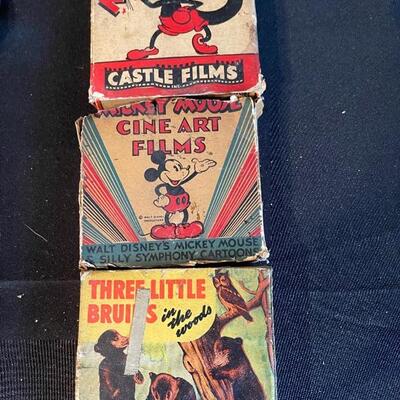 CASTLE FILMS
INC.
MICKEY MOUSE
CINE ART
FILMS
WALT DISNEY'S MICKEY MOUSE
& SILLY SYMPHONY CARTOONS
THREE LITTLE
BRUINS in
the
woods